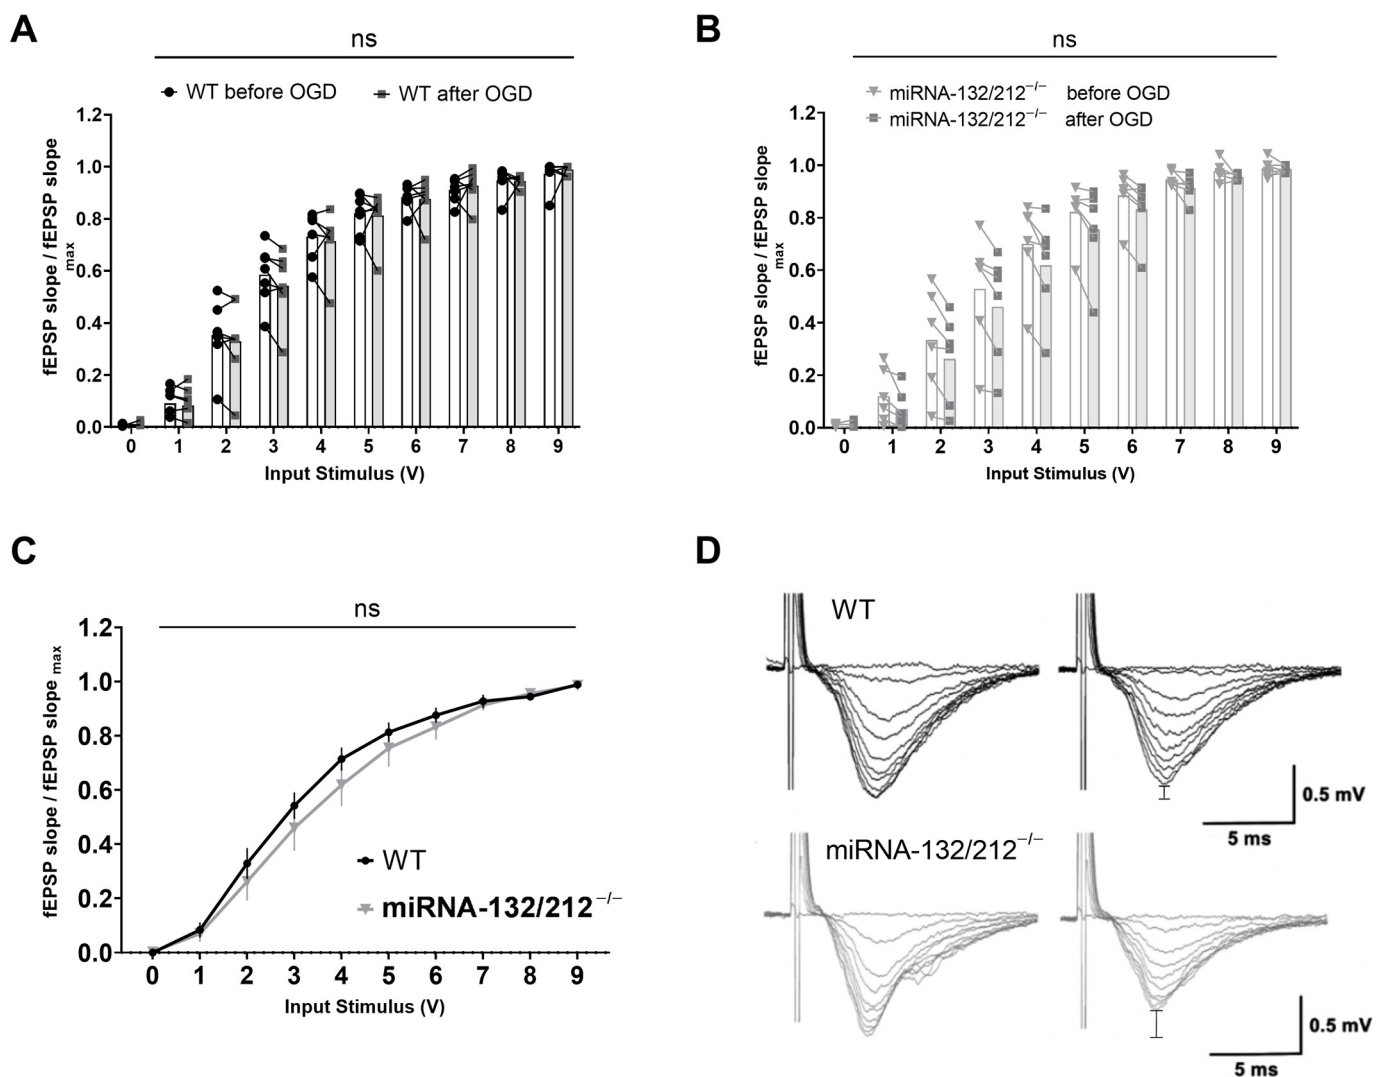 A
ns
WT before OGD WT after OGD
fEPSP slope / fEPSP slope max
1.2
1.0
0.8
0.6
0.4
0.2
0.0
0 1 2 3 4 5 6 7 8 9
Input Stimulus (V)
B
ns
miRNA-132/212−/− before OGD
miRNA-132/212−/− after OGD
fEPSP slope / fEPSP slope max
1.2
1.0
0.8
0.6
0.4
0.2
0.0
0 1 2 3 4 5 6 7 8 9
Input Stimulus (V)
C
ns
fEPSP slope / fEPSP slope max
1.2
1.0
0.8
0.6
0.4
0.2
0.0
WT
miRNA-132/212 −/−
0 1 2 3 4 5 6 7 8 9
Input Stimulus (V)
D
WT
0.5 mV
5 ms
miRNA-132/212−/−
0.5 mV
5 ms